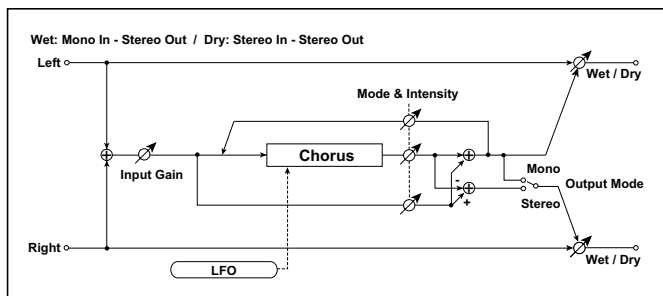 Wet: Mono In - Stereo Out / Dry: Stereo In - Stereo Out
Left
Wet / Dry
Mode & Intensity
+
Input Gain
Chorus
+
Mono
Output Mode
-
+
+
Stereo
Right
Wet / Dry
LFO